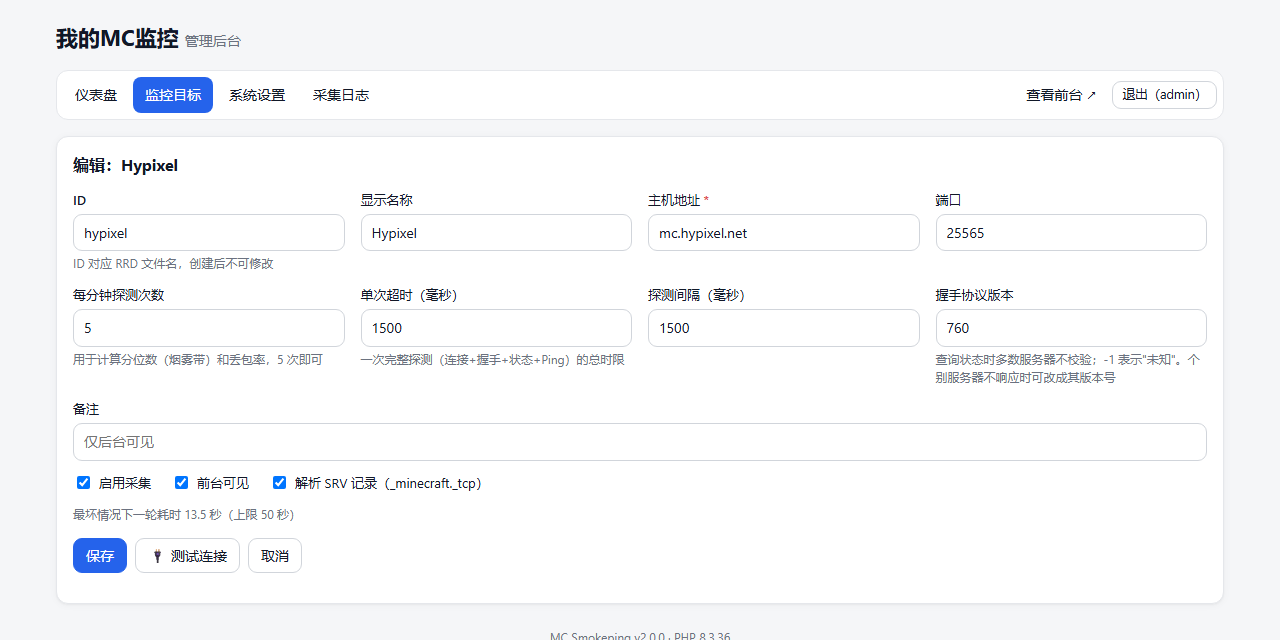 我的MC监控 管理后台
仪表盘 监控目标 系统设置 采集日志 查看前台 ↗ 退出（admin）
编辑：Hypixel
ID 显示名称 主机地址 * 端口
hypixel Hypixel mc.hypixel.net 25565
ID 对应 RRD 文件名，创建后不可修改
每分钟探测次数 单次超时（毫秒） 探测间隔（毫秒） 握手协议版本
5 1500 1500 760
用于计算分位数（烟雾带）和丢包率，5 次即可 一次完整探测（连接+握手+状态+Ping）的总时限 查询状态时多数服务器不校验；-1 表示"未知"。个
别服务器不响应时可改成其版本号
备注
仅后台可见
启用采集 前台可见 解析 SRV 记录（_minecraft._tcp）
最坏情况下一轮耗时 13.5 秒（上限 50 秒）
保存 测试连接 取消
MC Smokeping v2.0.0 · PHP 8.3.36